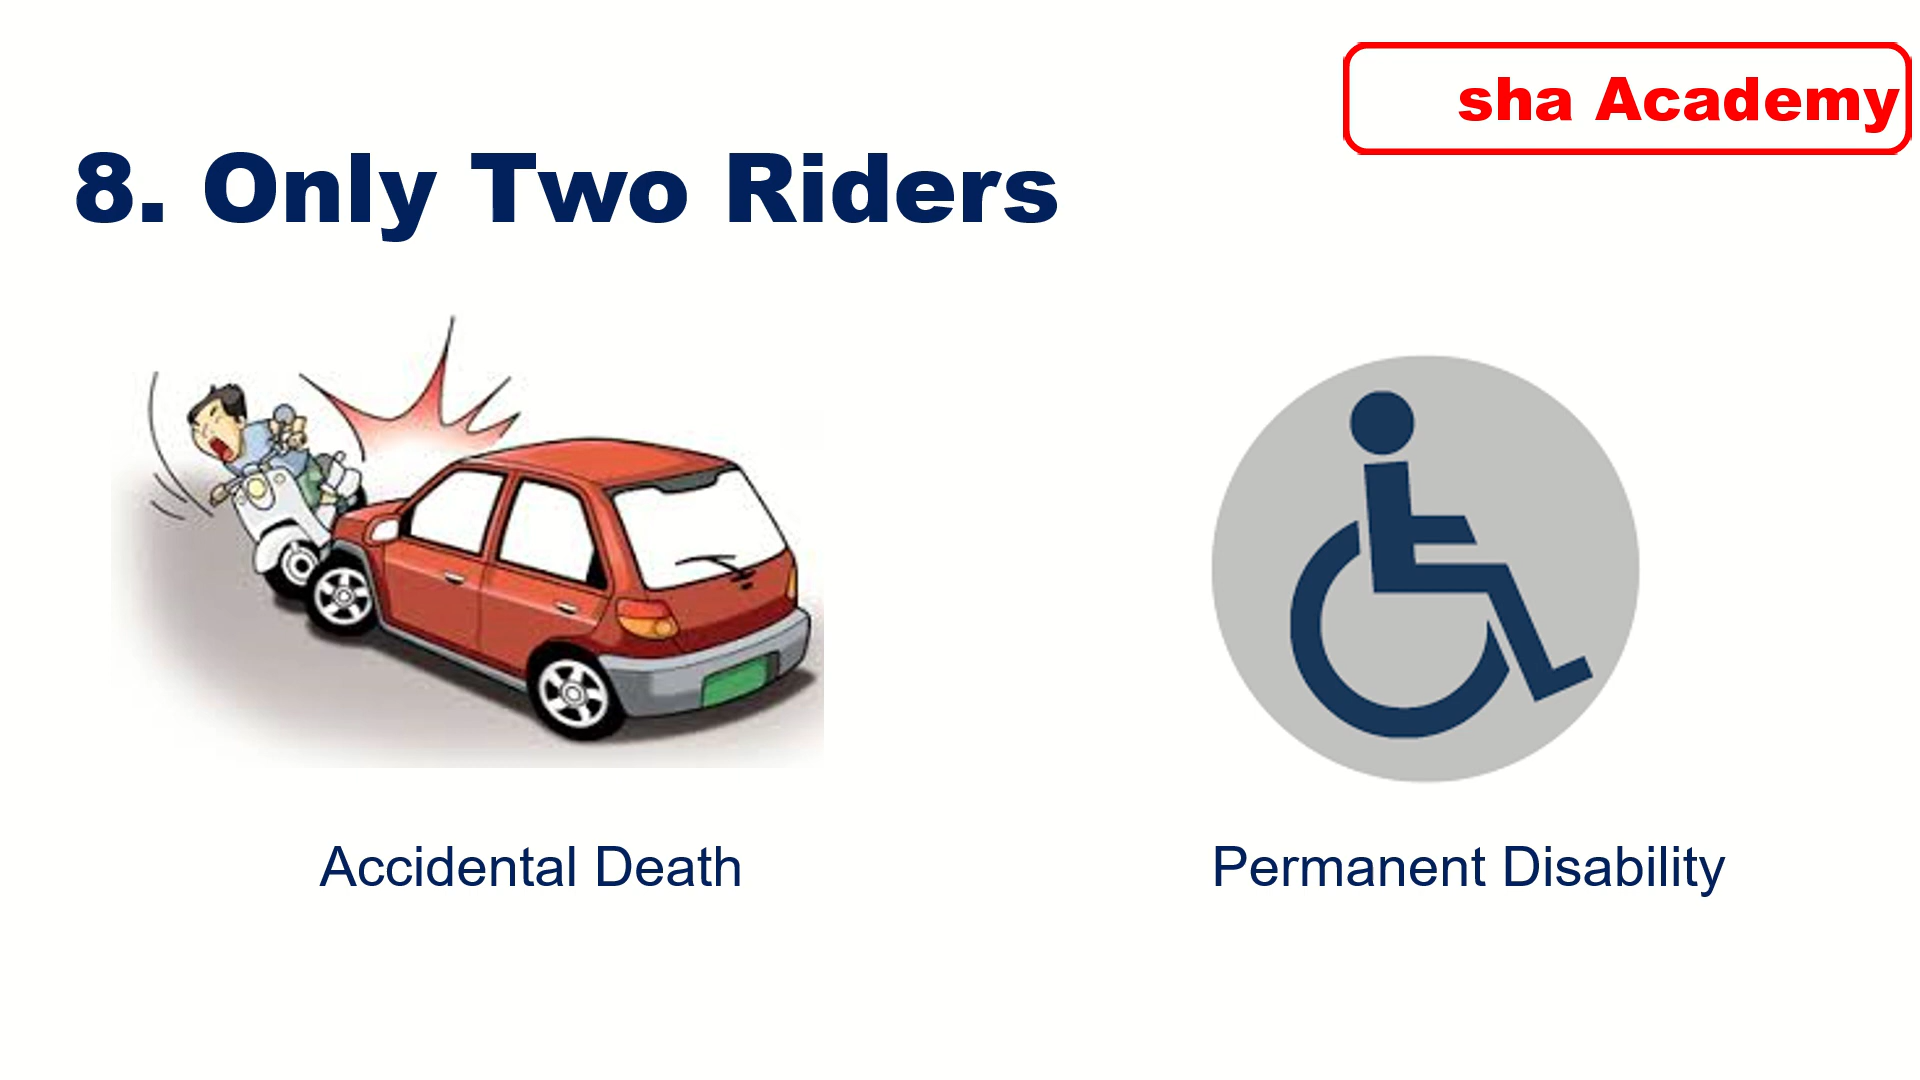 sha Academy
8. Only Two Riders
Accidental Death
Permanent Disability